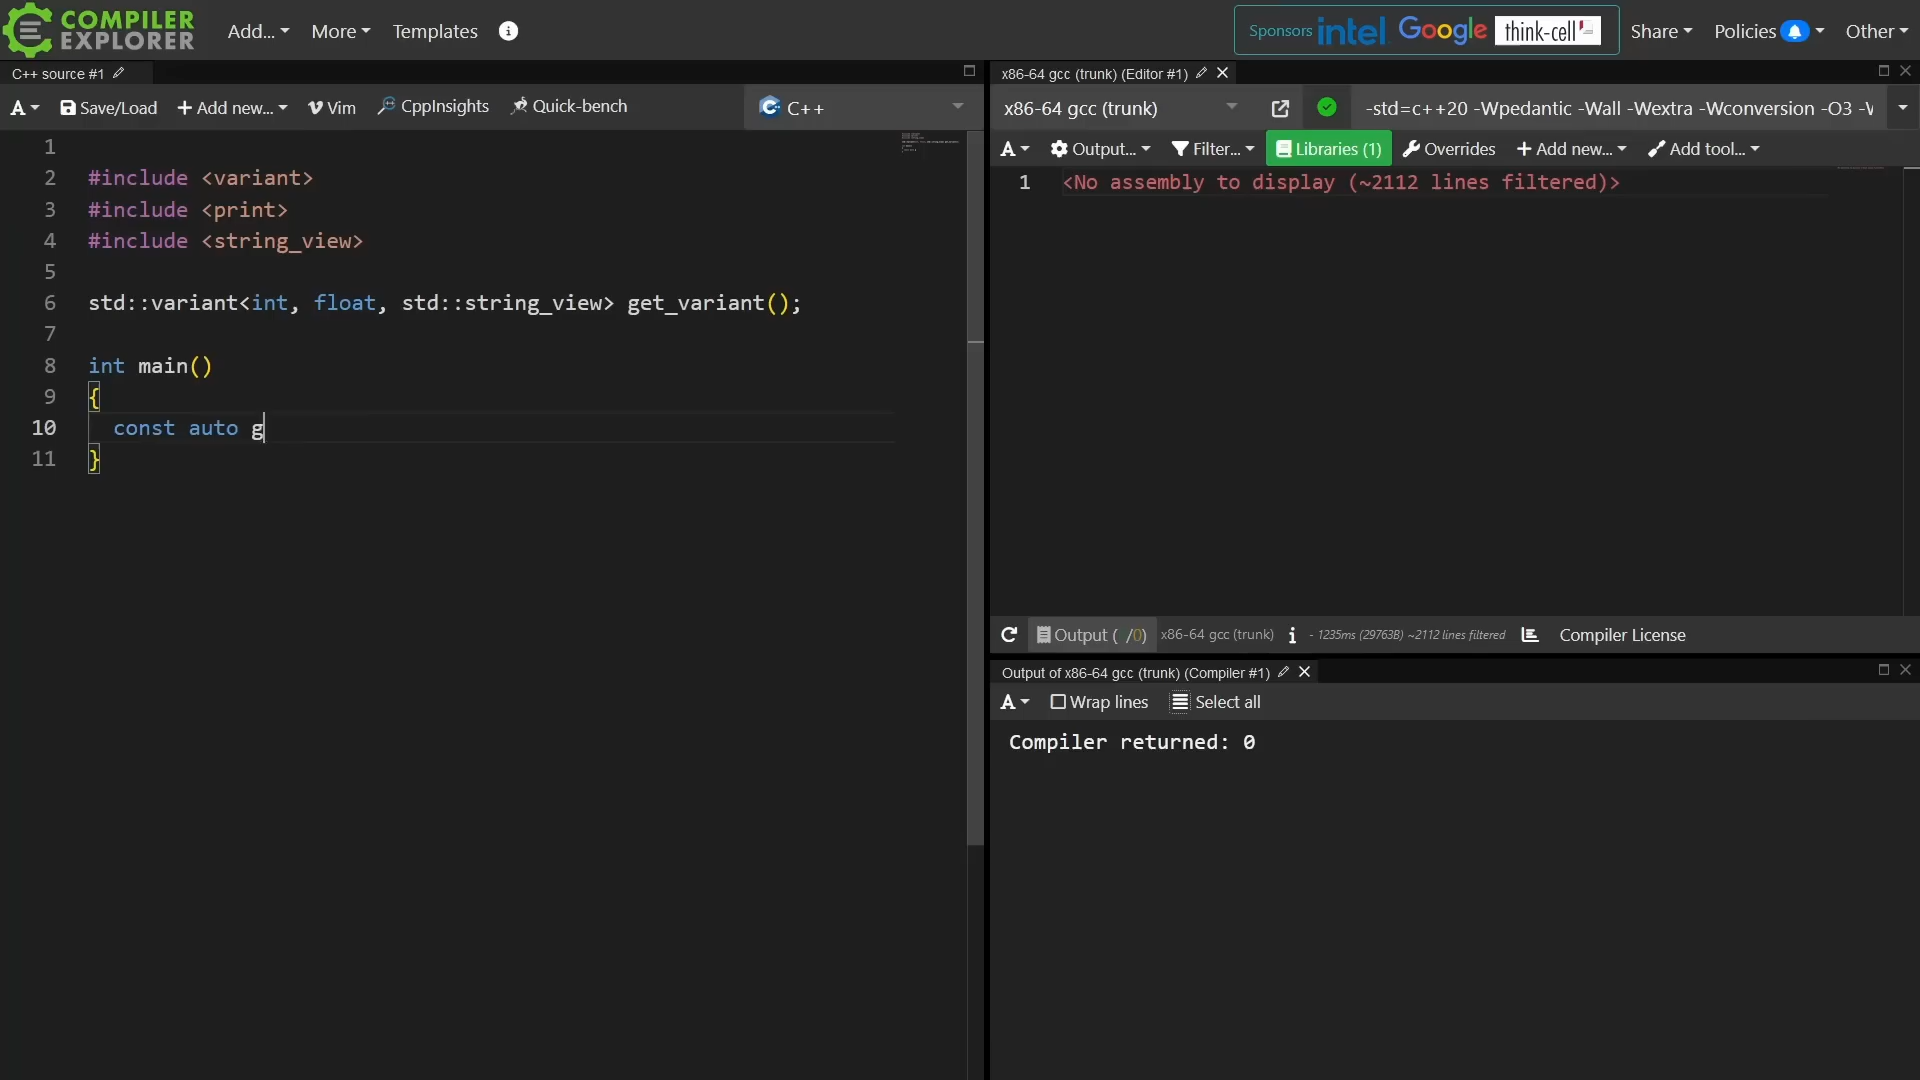 COMPILER EXPLORER Add... More Templates Sponsors intel Google think-cell Share Policies Other
C++ source #1
A Save/Load Add new... Vim CppInsights Quick-bench C++
1
2 #include <variant>
3 #include <print>
4 #include <string_view>
5
6 std::variant<int, float, std::string_view> get_variant();
7
8 int main()
9 {
10 const auto g
11 }
x86-64 gcc (trunk) (Editor #1)
x86-64 gcc (trunk) -std=c++20 -Wpedantic -Wall -Wextra -Wconversion -O3
A Output... Filter... Libraries (1) Overrides Add new... Add tool...
1 <No assembly to display (~2112 lines filtered)>
Output ( /0) x86-64 gcc (trunk) i - 1235ms (29763B) ~2112 lines filtered Compiler License
Output of x86-64 gcc (trunk) (Compiler #1)
A Wrap lines Select all
Compiler returned: 0